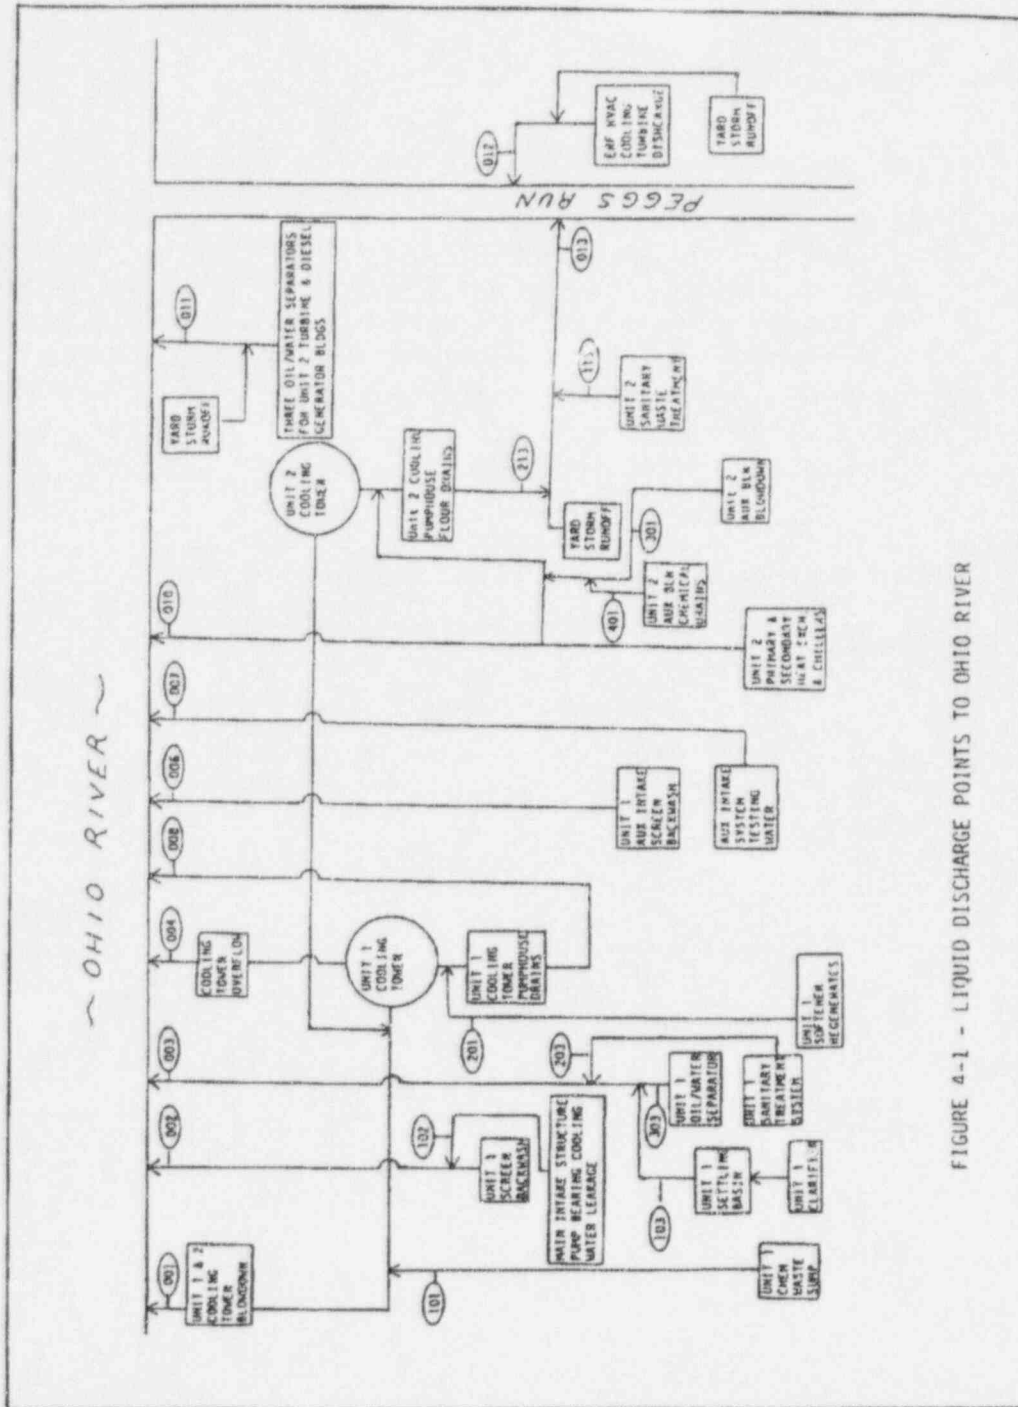 ~ OHIO RIVER ~
001
UNIT 1 & 2
COOLING
TOWER
BLOWDOWN
101
UNIT 1
CHEM
WASTE
SUMP
002
102
UNIT 1
SCREEN
BACKWASH
MAIN INTAKE STRUCTURE
PUMP BEARING COOLING
WATER LEAKAGE
003
203
303
UNIT 1
OIL/WATER
SEPARATOR
UNIT 1
SANITARY
TREATMENT
SYSTEM
103
UNIT 1
SETTLING
BASIN
UNIT 1
CLARIFIER
004
COOLING
TOWER
OVERFLOW
UNIT 1
COOLING
TOWER
UNIT 1
COOLING
TOWER
PUMPHOUSE
DRAINS
201
UNIT 1
SOFTENER
REGENERATES
008
006
UNIT 1
AUX INTAKE
SCREEN
BACKWASH
007
AUX INTAKE
SYSTEM
TESTING
WATER
010
UNIT 2
PRIMARY &
SECONDARY
HEAT EXCH
& CHILLERS
401
UNIT 2
AUX BLR
CHEMICAL
DRAINS
301
UNIT 2
AUX BLR
BLOWDOWN
UNIT 2
COOLING
TOWER
Unit 2 COOLING
PUMPHOUSE
FLOUR DRAINS
213
YARD
STORM
RUNOFF
113
UNIT 2
SANITARY
WASTE
TREATMENT
013
011
YARD
STURM
RUNOFF
THREE OIL/WATER SEPARATORS
FOR UNIT 2 TURBINE & DIESEL
GENERATOR BLDGS
PEGGS RUN
012
ERF HVAC
COOLING
TURBINE
DISHCARGE
YARD
STORM
RUNOFF
FIGURE 4-1 - LIQUID DISCHARGE POINTS TO OHIO RIVER